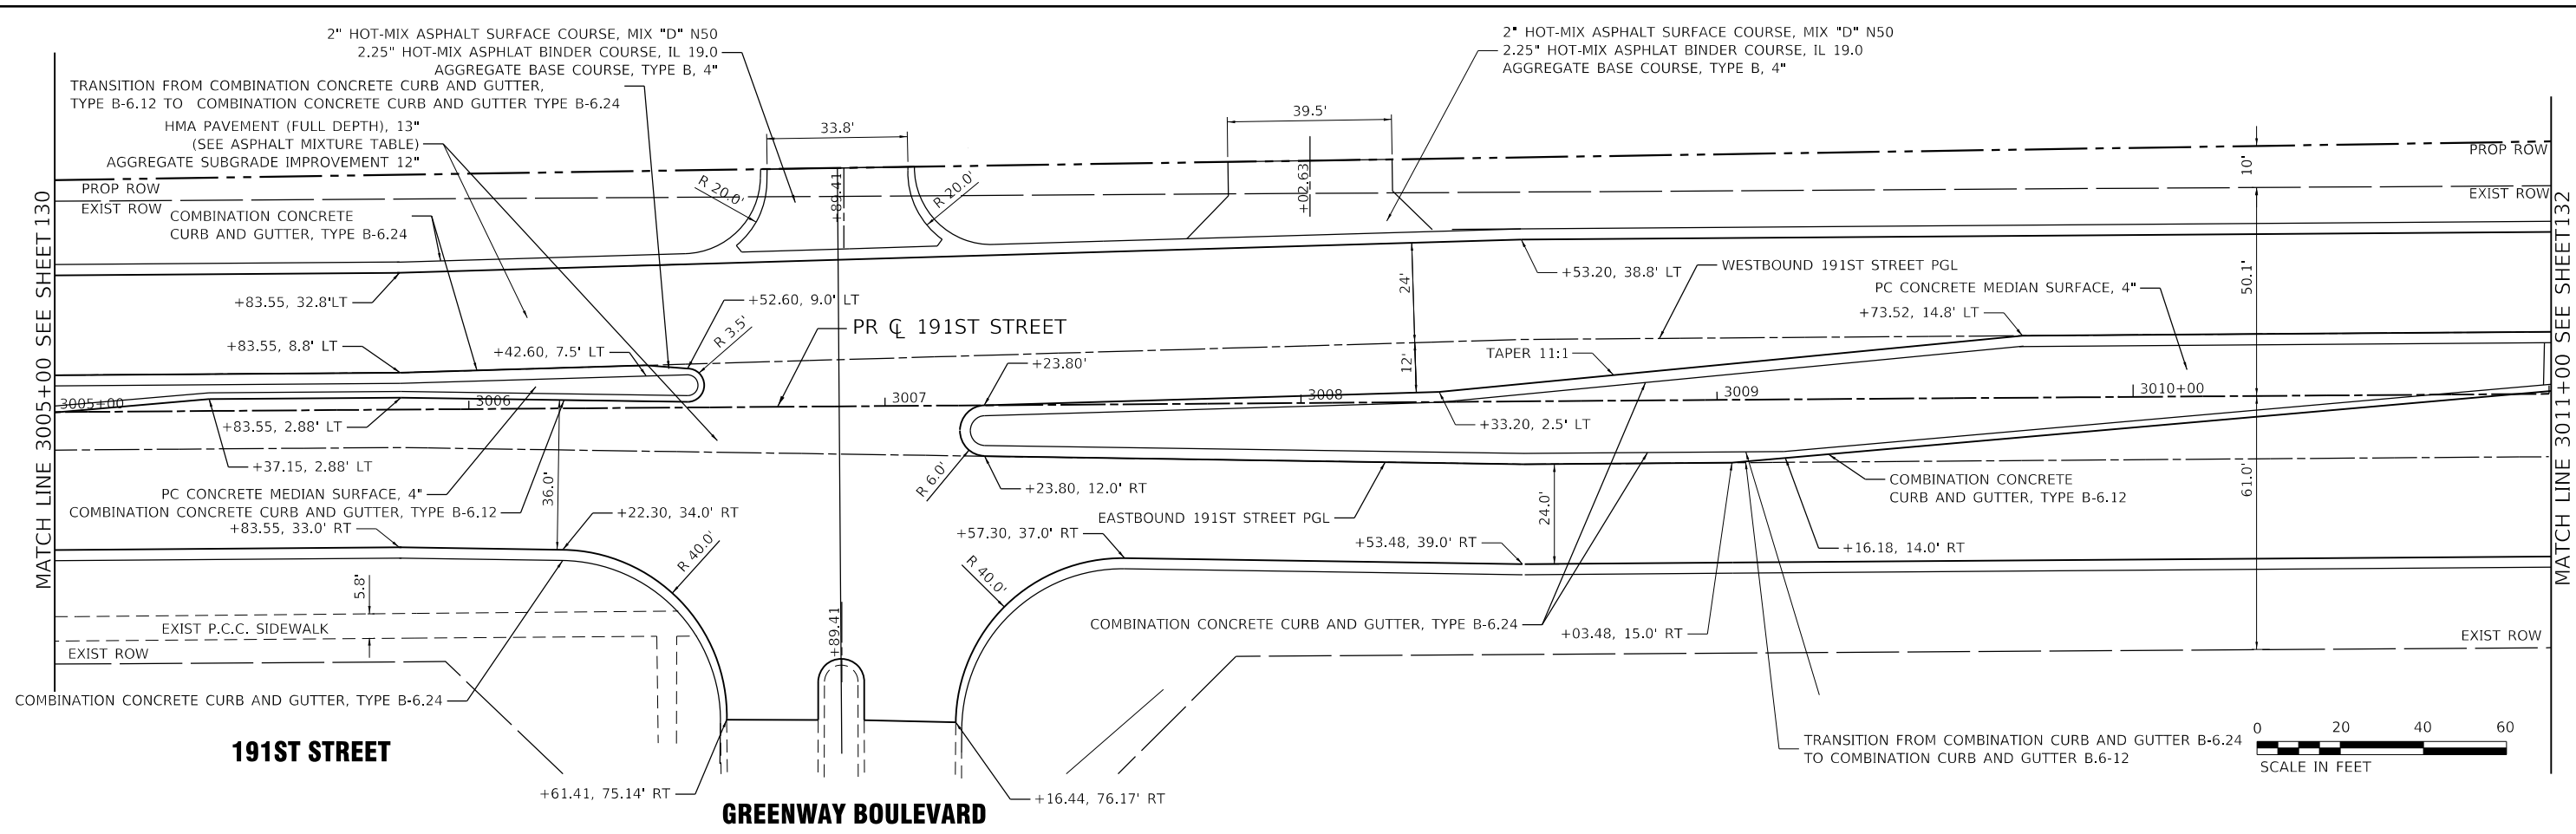 2" HOT-MIX ASPHALT SURFACE COURSE, MIX "D" N50
2.25" HOT-MIX ASPHLAT BINDER COURSE, IL 19.0
AGGREGATE BASE COURSE, TYPE B, 4"
2" HOT-MIX ASPHALT SURFACE COURSE, MIX "D" N50
2.25" HOT-MIX ASPHLAT BINDER COURSE, IL 19.0
AGGREGATE BASE COURSE, TYPE B, 4"
TRANSITION FROM COMBINATION CONCRETE CURB AND GUTTER,
TYPE B-6.12 TO COMBINATION CONCRETE CURB AND GUTTER TYPE B-6.24
HMA PAVEMENT (FULL DEPTH), 13"
(SEE ASPHALT MIXTURE TABLE)
AGGREGATE SUBGRADE IMPROVEMENT 12"
33.8'
39.5'
PROP ROW
EXIST ROW
COMBINATION CONCRETE
CURB AND GUTTER, TYPE B-6.24
R 20.0'
+89.41
R 20.0'
+02.63
10'
PROP ROW
EXIST ROW
MATCH LINE 3005+00 SEE SHEET 130
MATCH LINE 3011+00 SEE SHEET 132
+83.55, 32.8'LT
+52.60, 9.0' LT
R 3.5'
PR CL 191ST STREET
24'
+53.20, 38.8' LT
WESTBOUND 191ST STREET PGL
PC CONCRETE MEDIAN SURFACE, 4"
50.1'
+73.52, 14.8' LT
+83.55, 8.8' LT
+42.60, 7.5' LT
+23.80'
12'
TAPER 11:1
3005+00
3006
3007
3008
3009
3010+00
+83.55, 2.88' LT
+33.20, 2.5' LT
+37.15, 2.88' LT
PC CONCRETE MEDIAN SURFACE, 4"
COMBINATION CONCRETE CURB AND GUTTER, TYPE B-6.12
+83.55, 33.0' RT
36.0'
+22.30, 34.0' RT
R 6.0'
+23.80, 12.0' RT
EASTBOUND 191ST STREET PGL
24.0'
COMBINATION CONCRETE
CURB AND GUTTER, TYPE B-6.12
61.0'
+57.30, 37.0' RT
+53.48, 39.0' RT
+16.18, 14.0' RT
R 40.0'
R 40.0'
5.8'
EXIST P.C.C. SIDEWALK
EXIST ROW
+89.41
COMBINATION CONCRETE CURB AND GUTTER, TYPE B-6.24
+03.48, 15.0' RT
EXIST ROW
COMBINATION CONCRETE CURB AND GUTTER, TYPE B-6.24
191ST STREET
TRANSITION FROM COMBINATION CURB AND GUTTER B-6.24
TO COMBINATION CURB AND GUTTER B.6-12
0 20 40 60
SCALE IN FEET
+61.41, 75.14' RT
+16.44, 76.17' RT
GREENWAY BOULEVARD